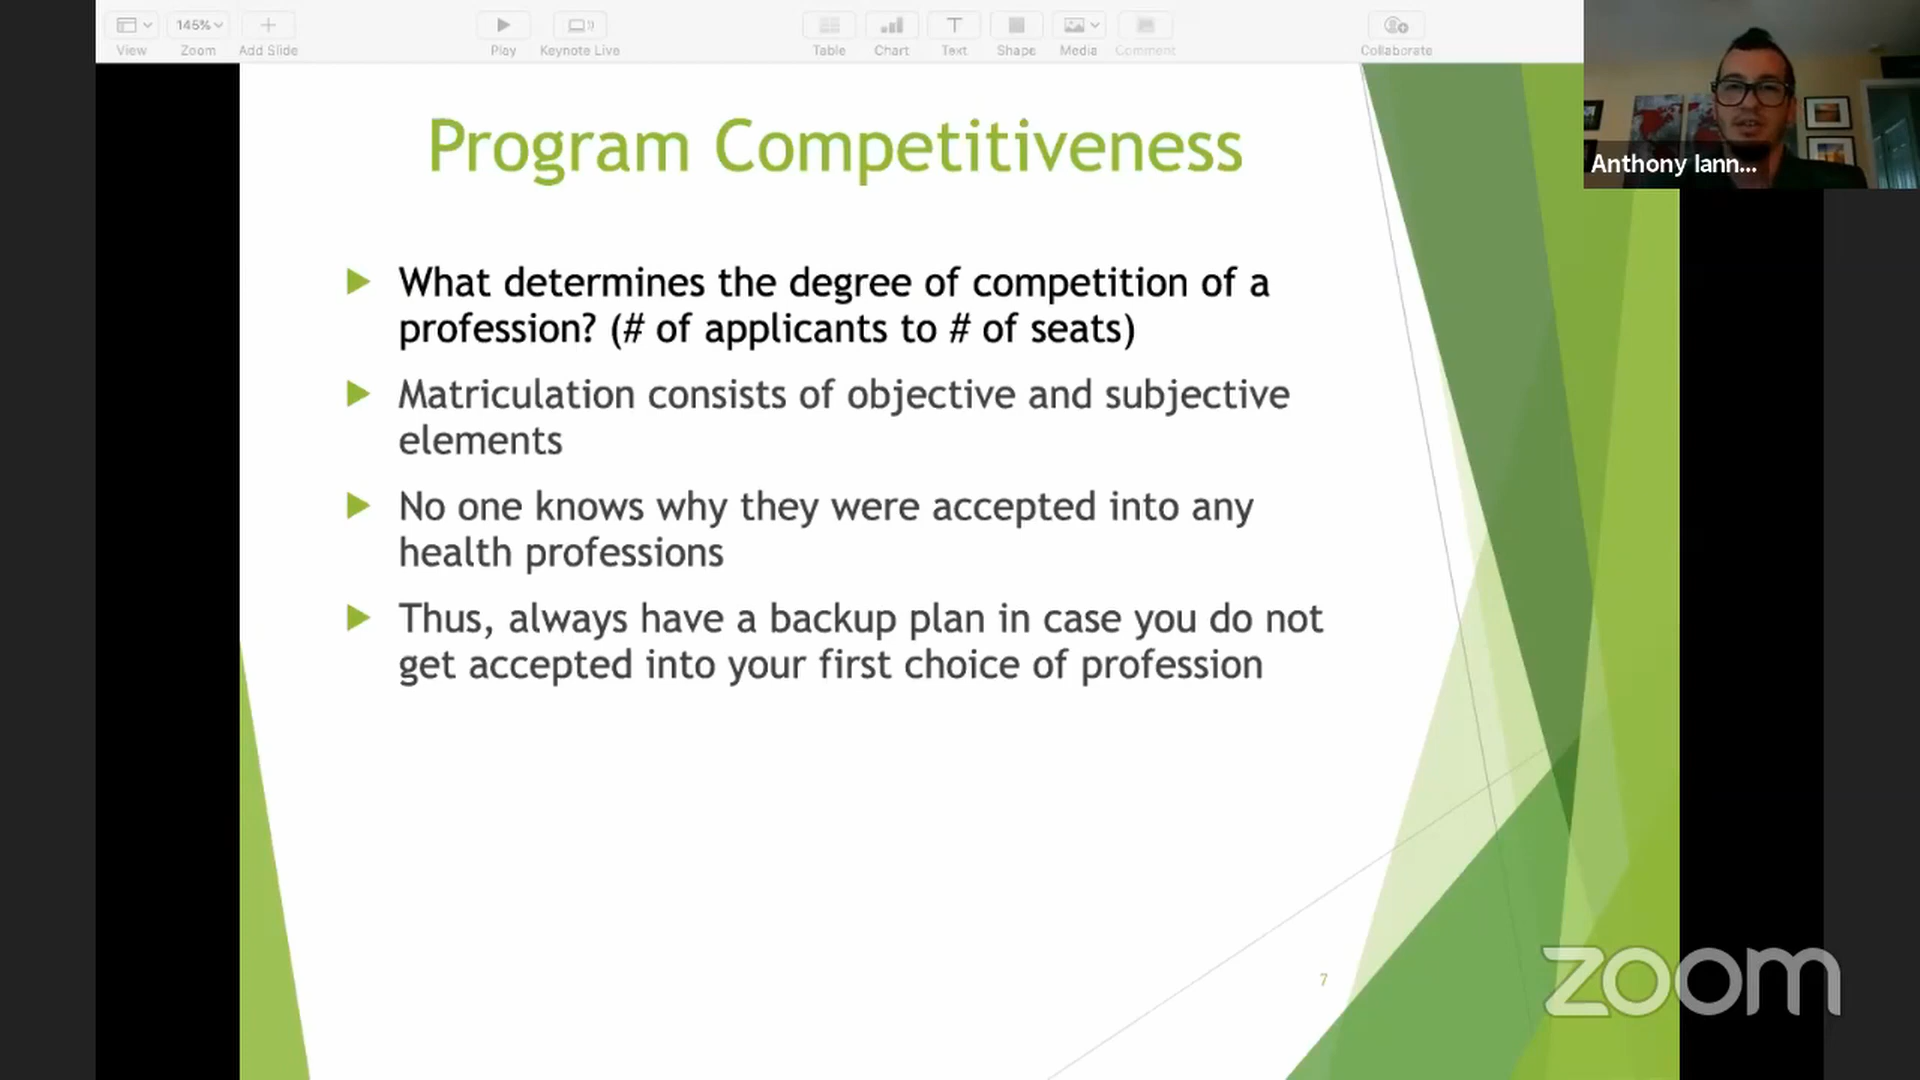 145%
View
Zoom
Add Slide
Play
Keynote Live
Table
Chart
Text
Shape
Media
Comment
Collaborate
Anthony Iann...
Program Competitiveness
What determines the degree of competition of a
profession? (# of applicants to # of seats)
Matriculation consists of objective and subjective
elements
No one knows why they were accepted into any
health professions
Thus, always have a backup plan in case you do not
get accepted into your first choice of profession
7
zoom